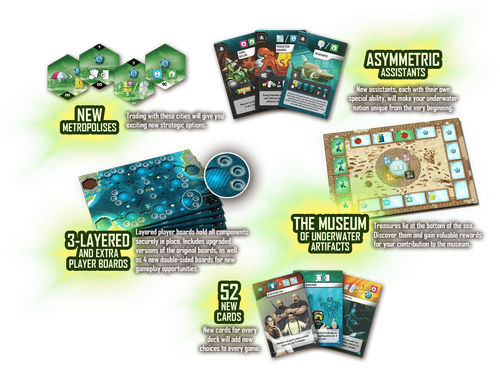 ASYMMETRIC
ASSISTANTS
New assistants, each with their own
special ability, will make your underwater
nation unique from the very beginning.
NEW
METROPOLISES
Trading with these cities will give you
exciting new strategic options.
3-LAYERED
AND EXTRA
PLAYER BOARDS
Layered player boards hold all components
securely in place. Includes upgraded
versions of the original boards, as well
as 4 new double-sided boards for new
gameplay opportunities.
THE MUSEUM
OF UNDERWATER
ARTIFACTS
Treasures lie at the bottom of the sea.
Discover them and gain valuable rewards
for your contribution to the museum.
52
NEW
CARDS
New cards for every
deck will add new
choices to every game.